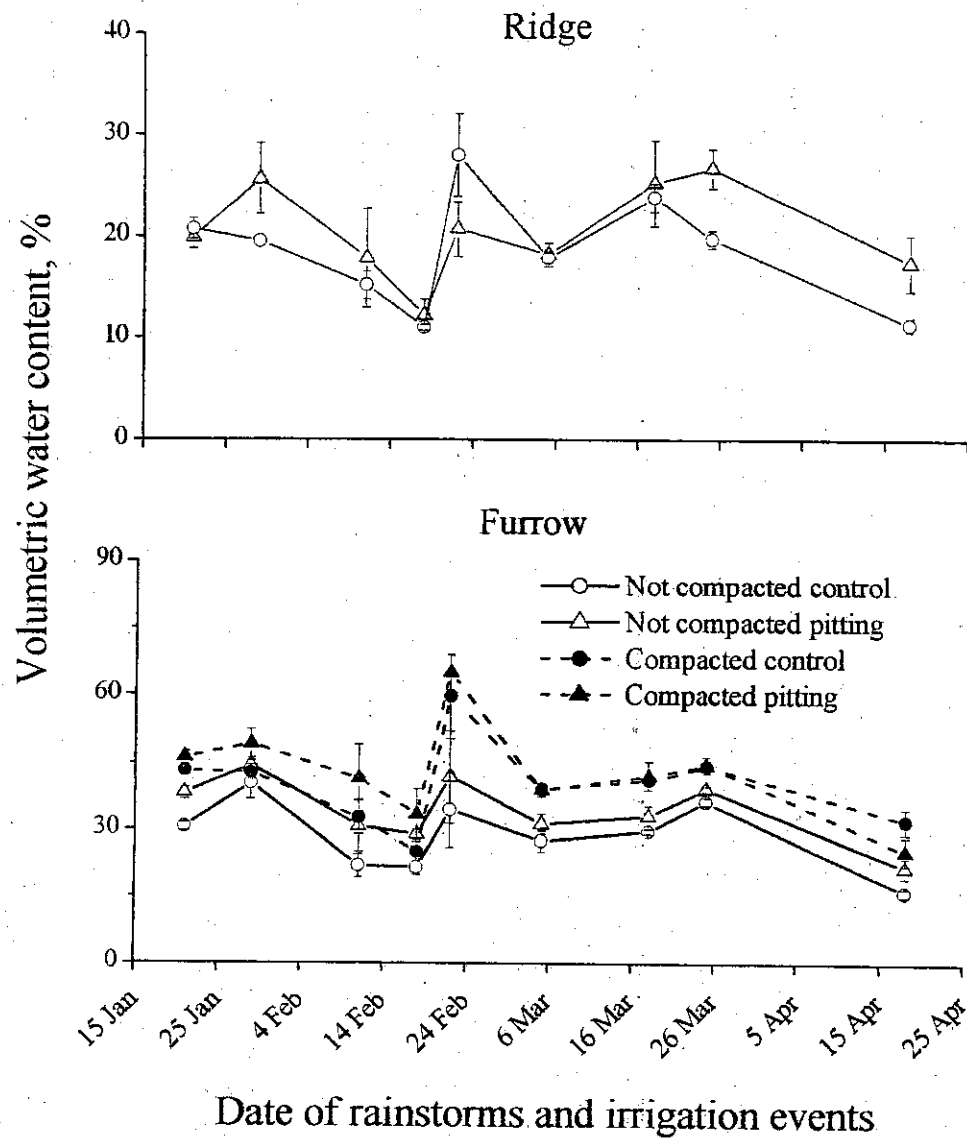 Ridge
40
30
20
10
0
Volumetric water content, %
Furrow
90
60
30
0
Not compacted control
Not compacted pitting
Compacted control
Compacted pitting
15 Jan
25 Jan
4 Feb
14 Feb
24 Feb
6 Mar
16 Mar
26 Mar
5 Apr
15 Apr
25 Apr
Date of rainstorms and irrigation events